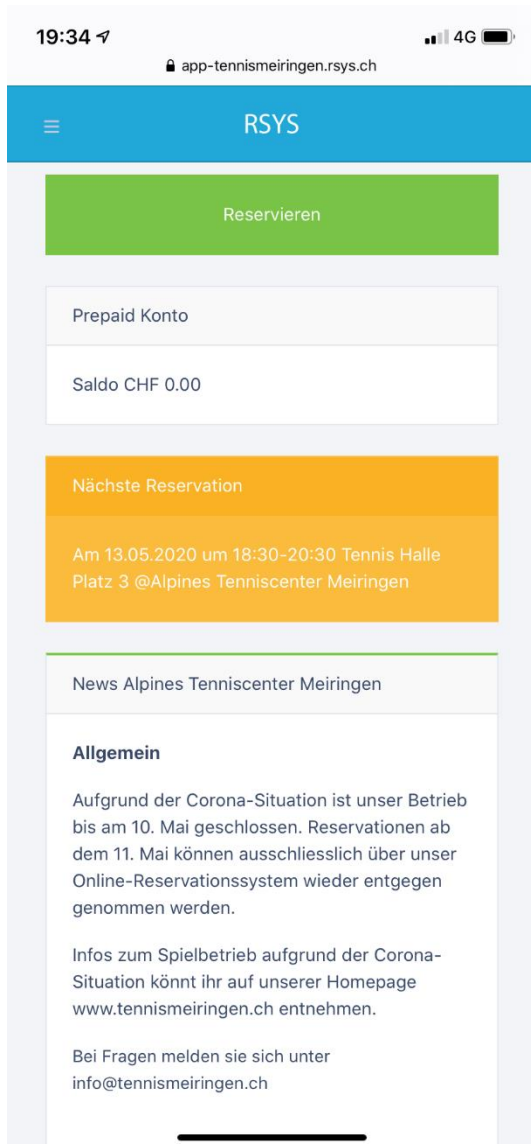 19:34
4G
app-tennismeiringen.rsys.ch
RSYS
Reservieren
Prepaid Konto
Saldo CHF 0.00
Nächste Reservation
Am 13.05.2020 um 18:30-20:30 Tennis Halle
Platz 3 @Alpines Tenniscenter Meiringen
News Alpines Tenniscenter Meiringen
Allgemein
Aufgrund der Corona-Situation ist unser Betrieb
bis am 10. Mai geschlossen. Reservationen ab
dem 11. Mai können ausschliesslich über unser
Online-Reservationssystem wieder entgegen
genommen werden.
Infos zum Spielbetrieb aufgrund der Corona-
Situation könnt ihr auf unserer Homepage
www.tennismeiringen.ch entnehmen.
Bei Fragen melden sie sich unter
info@tennismeiringen.ch